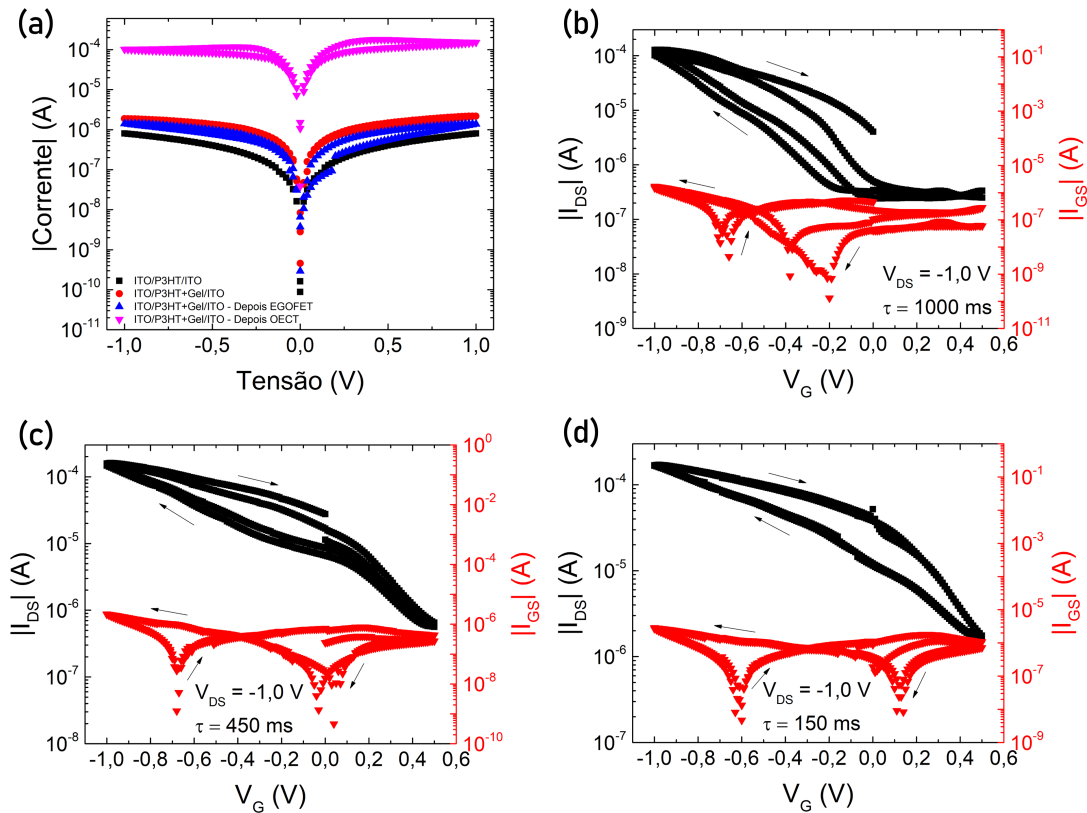 (a)
|Corrente| (A)
10⁻³
10⁻⁴
10⁻⁵
10⁻⁶
10⁻⁷
10⁻⁸
10⁻⁹
10⁻¹⁰
10⁻¹¹
ITO/P3HT/ITO
ITO/P3HT+Gel/ITO
ITO/P3HT+Gel/ITO - Depois EGOFET
ITO/P3HT+Gel/ITO - Depois OECT
-1,0 -0,5 0,0 0,5 1,0
Tensão (V)
(b)
|I_DS| (A)
10⁻⁴
10⁻⁵
10⁻⁶
10⁻⁷
10⁻⁸
10⁻⁹
10⁻¹
10⁻³
10⁻⁵
10⁻⁷
10⁻⁹
10⁻¹¹
|I_GS| (A)
V_DS = -1,0 V
τ = 1000 ms
-1,0 -0,8 -0,6 -0,4 -0,2 0,0 0,2 0,4 0,6
V_G (V)
(c)
|I_DS| (A)
10⁻⁴
10⁻⁵
10⁻⁶
10⁻⁷
10⁻⁸
10⁰
10⁻²
10⁻⁴
10⁻⁶
10⁻⁸
10⁻¹⁰
|I_GS| (A)
V_DS = -1,0 V
τ = 450 ms
-1,0 -0,8 -0,6 -0,4 -0,2 0,0 0,2 0,4 0,6
V_G (V)
(d)
|I_DS| (A)
10⁻⁴
10⁻⁵
10⁻⁶
10⁻⁷
10⁻¹
10⁻³
10⁻⁵
10⁻⁷
10⁻⁹
|I_GS| (A)
V_DS = -1,0 V
τ = 150 ms
-1,0 -0,8 -0,6 -0,4 -0,2 0,0 0,2 0,4 0,6
V_G (V)